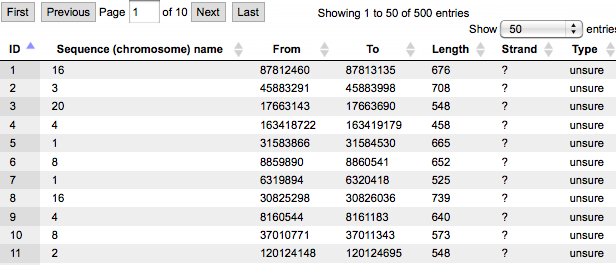 First Previous Page 1 of 10 Next Last Showing 1 to 50 of 500 entries
Show 50 entries
ID Sequence (chromosome) name From To Length Strand Type
1 16 87812460 87813135 676 ? unsure
2 3 45883291 45883998 708 ? unsure
3 20 17663143 17663690 548 ? unsure
4 4 163418722 163419179 458 ? unsure
5 1 31583866 31584530 665 ? unsure
6 8 8859890 8860541 652 ? unsure
7 1 6319894 6320418 525 ? unsure
8 16 30825298 30826036 739 ? unsure
9 4 8160544 8161183 640 ? unsure
10 8 37010771 37011343 573 ? unsure
11 2 120124148 120124695 548 ? unsure